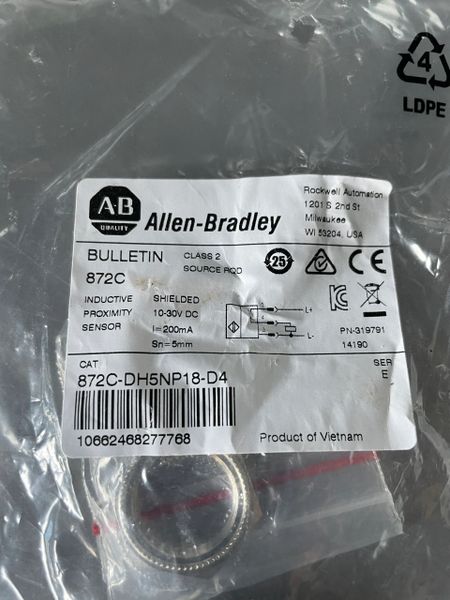 4
LDPE
A-B
QUALITY
Allen-Bradley
Rockwell Automation
1201 S. 2nd St
Milwaukee
WI 53204, USA
BULLETIN
872C
CLASS 2
SOURCE RQD
25
CE
INDUCTIVE
PROXIMITY
SENSOR
SHIELDED
10-30V DC
I=200mA
Sn=5mm
L+
L-
PN-319791
14190
CAT
872C-DH5NP18-D4
SER
E
10662468277768
Product of Vietnam